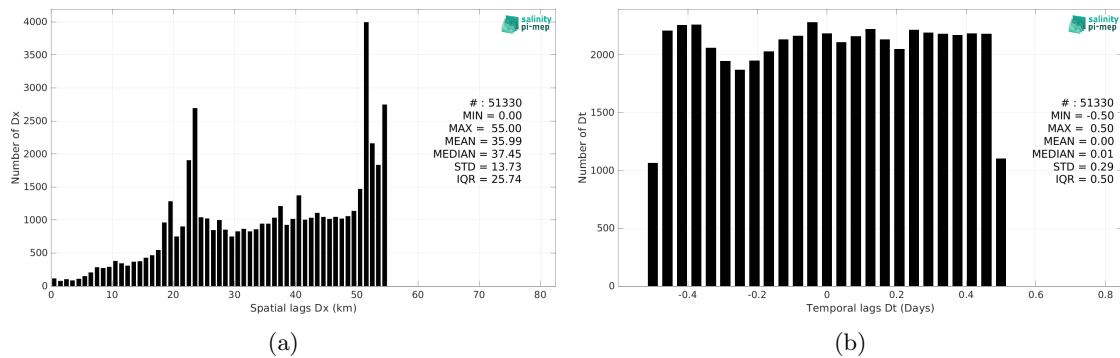 4000
3500
3000
2500
2000
1500
1000
500
0
Number of Dx
salinity
pi-mep
# : 51330
MIN = 0.00
MAX = 55.00
MEAN = 35.99
MEDIAN = 37.45
STD = 13.73
IQR = 25.74
0 10 20 30 40 50 60 70 80
Spatial lags Dx (km)
(a)
2000
1500
1000
500
0
Number of Dt
salinity
pi-mep
# : 51330
MIN = -0.50
MAX = 0.50
MEAN = 0.00
MEDIAN = 0.01
STD = 0.29
IQR = 0.50
-0.4 -0.2 0 0.2 0.4 0.6 0.8
Temporal lags Dt (Days)
(b)